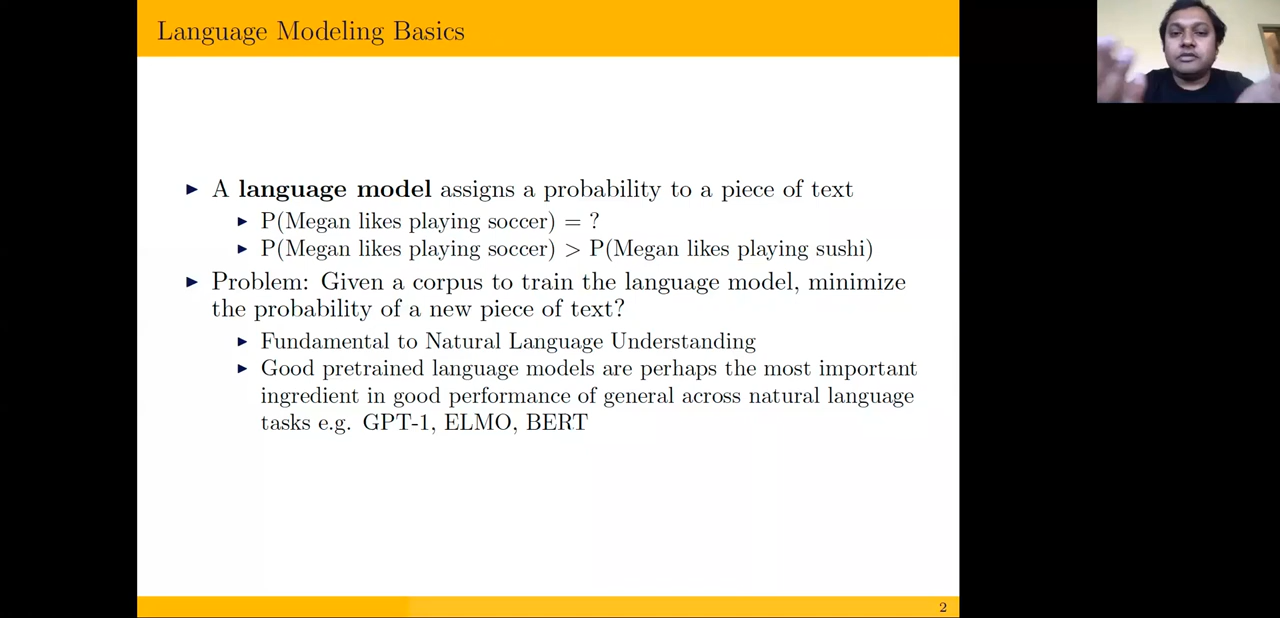 Language Modeling Basics
A language model assigns a probability to a piece of text
P(Megan likes playing soccer) = ?
P(Megan likes playing soccer) > P(Megan likes playing sushi)
Problem: Given a corpus to train the language model, minimize
the probability of a new piece of text?
Fundamental to Natural Language Understanding
Good pretrained language models are perhaps the most important
ingredient in good performance of general across natural language
tasks e.g. GPT-1, ELMO, BERT
2